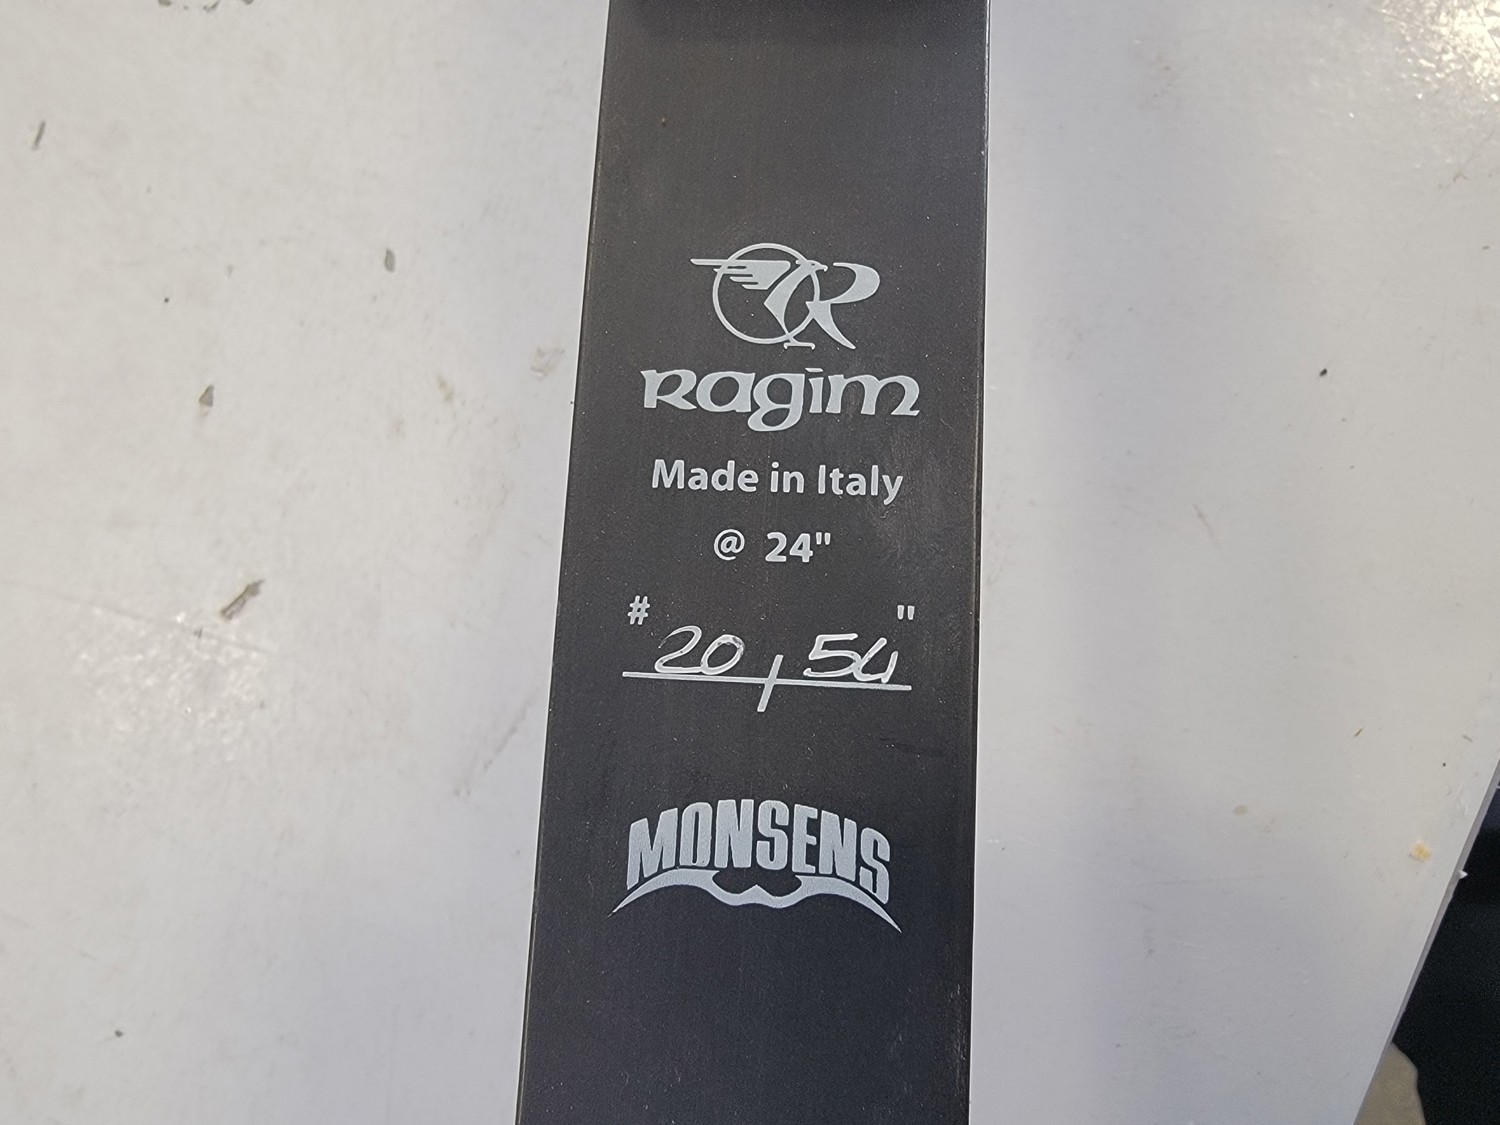 R
Ragim
Made in Italy
@ 24"
# 20 / 54 "
MONSENS